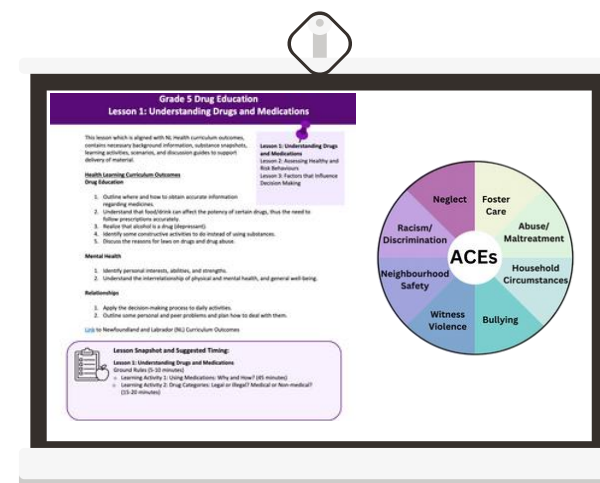 Grade 5 Drug Education
Lesson 1: Understanding Drugs and Medications
This lesson which is aligned with NL Health curriculum outcomes,
contains necessary background information, substance snapshots,
learning activities, scenarios, and discussion guides to support
delivery of material.
Lesson 1: Understanding Drugs
and Medications
Lesson 2: Assessing Healthy and
Risk Behaviours
Lesson 3: Factors that Influence
Decision Making
Health Learning Curriculum Outcomes
Drug Education
1. Outline where and how to obtain accurate information
regarding medicines.
2. Understand that food/drink can affect the potency of certain drugs, thus the need to
follow prescriptions accurately.
3. Realize that alcohol is a drug (depressant).
4. Identify some constructive activities to do instead of using substances.
5. Discuss the reasons for laws on drugs and drug abuse.
Mental Health
1. Identify personal interests, abilities, and strengths.
2. Understand the interrelationship of physical and mental health, and general well-being.
Relationships
1. Apply the decision-making process to daily activities.
2. Outline some personal and peer problems and plan how to deal with them.
Link to Newfoundland and Labrador (NL) Curriculum Outcomes
Lesson Snapshot and Suggested Timing:
Lesson 1: Understanding Drugs and Medications
Ground Rules (5-10 minutes)
o Learning Activity 1: Using Medications: Why and How? (45 minutes)
o Learning Activity 2: Drug Categories: Legal or Illegal? Medical or Non-medical?
(15-20 minutes)
ACEs
Neglect
Foster
Care
Abuse/
Maltreatment
Household
Circumstances
Bullying
Witness
Violence
Neighbourhood
Safety
Racism/
Discrimination